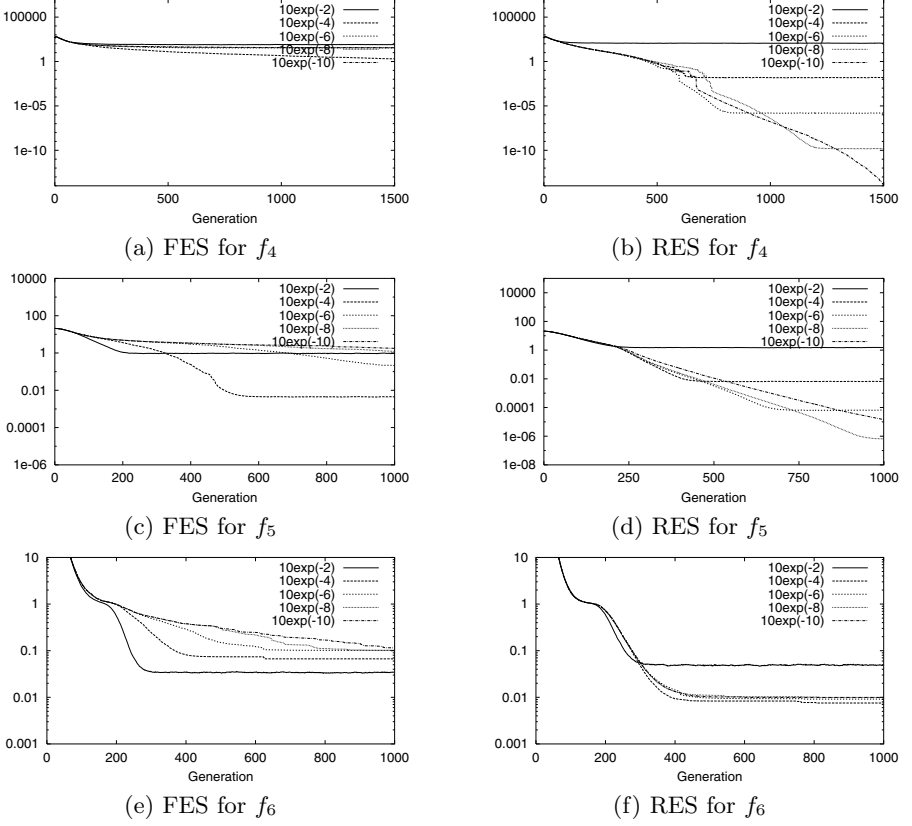 100000
1
1e-05
1e-10
10exp(-2)
10exp(-4)
10exp(-6)
10exp(-8)
10exp(-10)
0 500 1000 1500
Generation
(a) FES for f4
100000
1
1e-05
1e-10
10exp(-2)
10exp(-4)
10exp(-6)
10exp(-8)
10exp(-10)
0 500 1000 1500
Generation
(b) RES for f4
10000
100
1
0.01
0.0001
1e-06
10exp(-2)
10exp(-4)
10exp(-6)
10exp(-8)
10exp(-10)
0 200 400 600 800 1000
Generation
(c) FES for f5
10000
100
1
0.01
0.0001
1e-06
1e-08
10exp(-2)
10exp(-4)
10exp(-6)
10exp(-8)
10exp(-10)
0 250 500 750 1000
Generation
(d) RES for f5
10
1
0.1
0.01
0.001
10exp(-2)
10exp(-4)
10exp(-6)
10exp(-8)
10exp(-10)
0 200 400 600 800 1000
Generation
(e) FES for f6
10
1
0.1
0.01
0.001
10exp(-2)
10exp(-4)
10exp(-6)
10exp(-8)
10exp(-10)
0 200 400 600 800 1000
Generation
(f) RES for f6